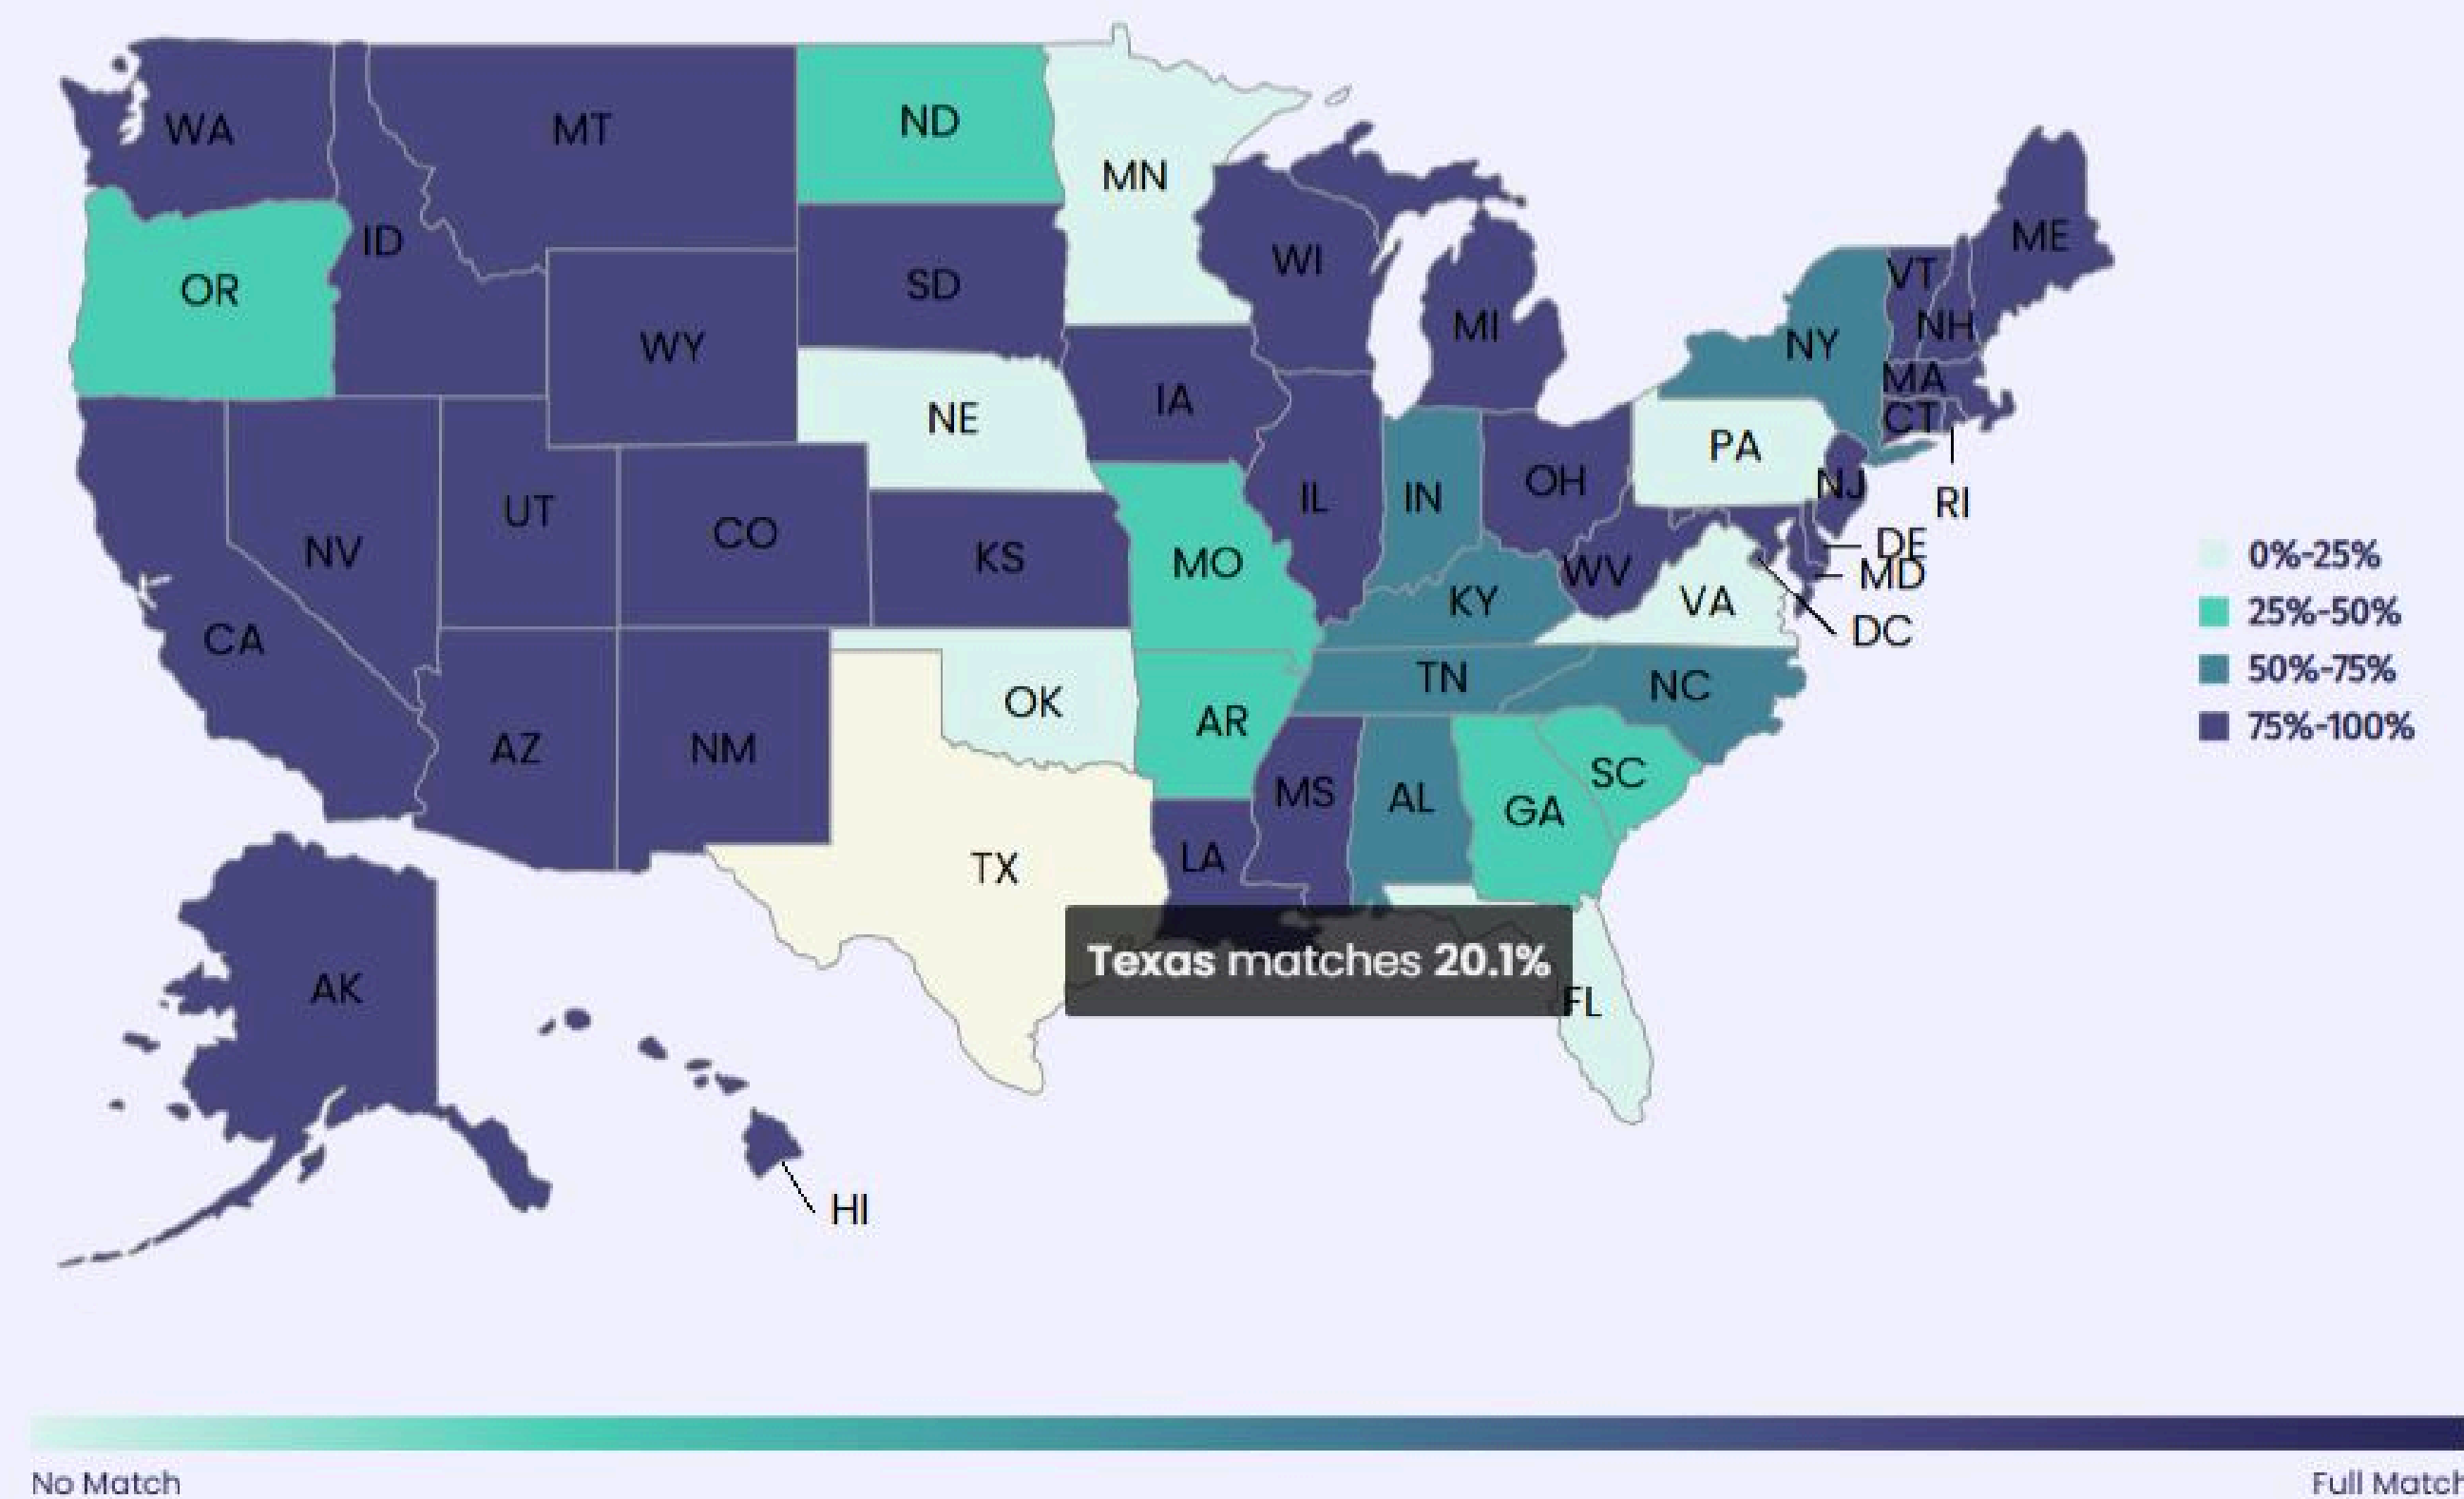 WA
MT
ND
MN
OR
ID
SD
WI
MI
ME
VT
NH
NY
MA
CT
RI
WY
NE
IA
PA
NJ
NV
UT
CO
KS
MO
IL
IN
OH
WV
VA
DE
MD
DC
CA
KY
AZ
NM
OK
AR
TN
NC
TX
LA
MS
AL
GA
SC
FL
AK
HI
Texas matches 20.1%
0%-25%
25%-50%
50%-75%
75%-100%
No Match
Full Match